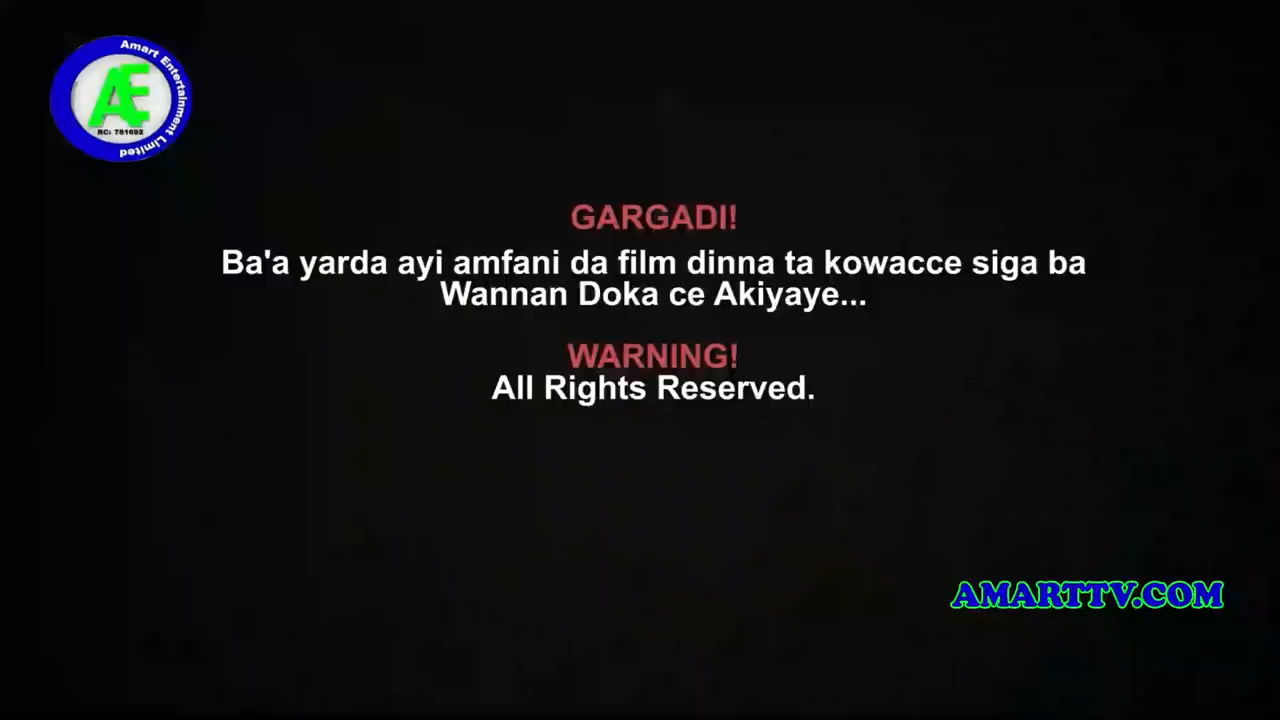 Amart Entertainment Limited
AE
RC: 781692
GARGADI!
Ba'a yarda ayi amfani da film dinna ta kowacce siga ba
Wannan Doka ce Akiyaye...
WARNING!
All Rights Reserved.
AMARTTV.COM